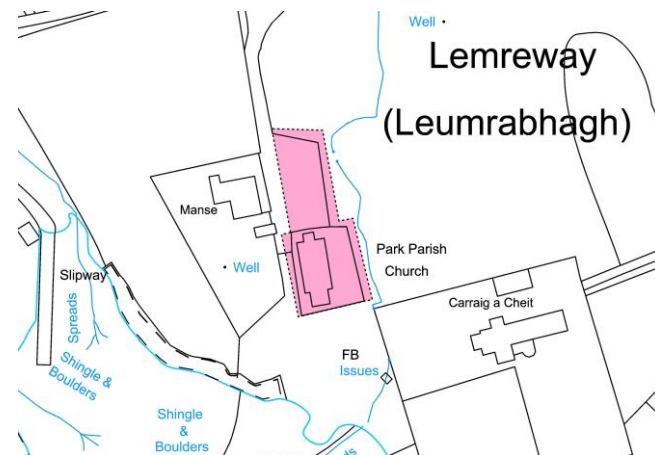 Well
Lemreway
(Leumrabhagh)
Manse
Well
Park Parish
Church
Slipway
Spreads
Carraig a Cheit
Shingle &
Boulders
FB
Issues
Shingle &
Boulders